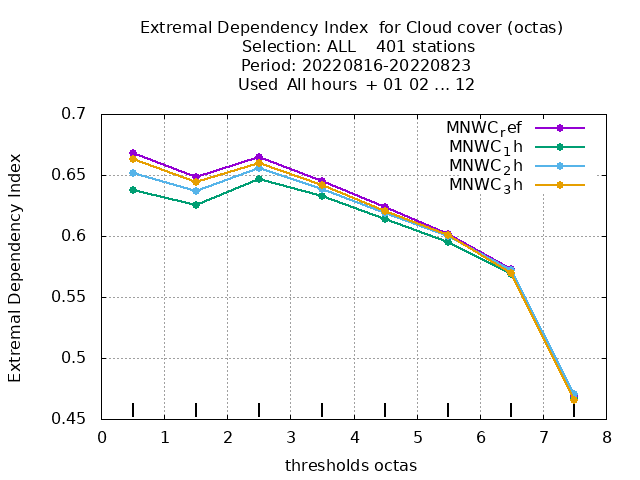 Extremal Dependency Index  for Cloud cover (octas)
Selection: ALL    401 stations
Period: 20220816-20220823
Used  All hours  + 01 02 ... 12
MNWC_ref
MNWC_1h
MNWC_2h
MNWC_3h
Extremal Dependency Index
0.7
0.65
0.6
0.55
0.5
0.45
0 1 2 3 4 5 6 7 8
thresholds octas